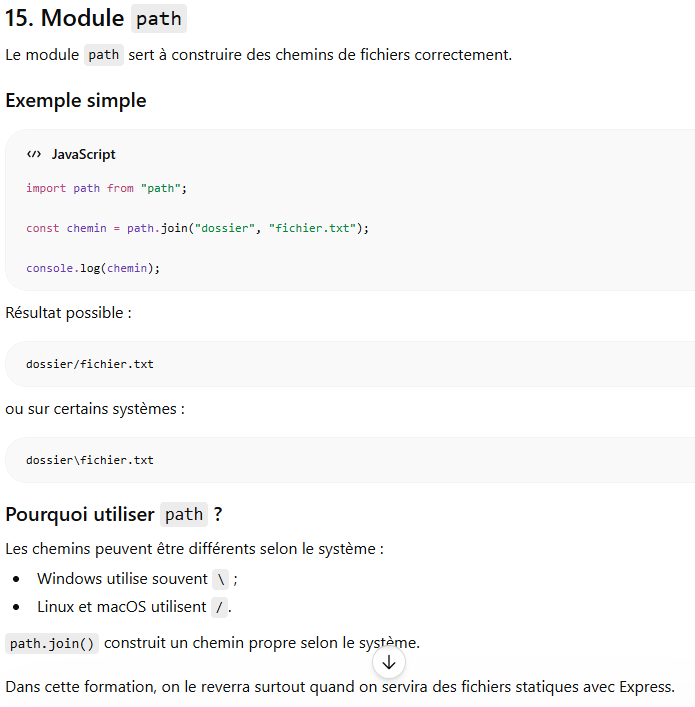 15. Module path
Le module path sert à construire des chemins de fichiers correctement.
Exemple simple
</> JavaScript
import path from "path";
const chemin = path.join("dossier", "fichier.txt");
console.log(chemin);
Résultat possible :
dossier/fichier.txt
ou sur certains systèmes :
dossier\fichier.txt
Pourquoi utiliser path ?
Les chemins peuvent être différents selon le système :
• Windows utilise souvent \ ;
• Linux et macOS utilisent / .
path.join() construit un chemin propre selon le système.
Dans cette formation, on le reverra surtout quand on servira des fichiers statiques avec Express.